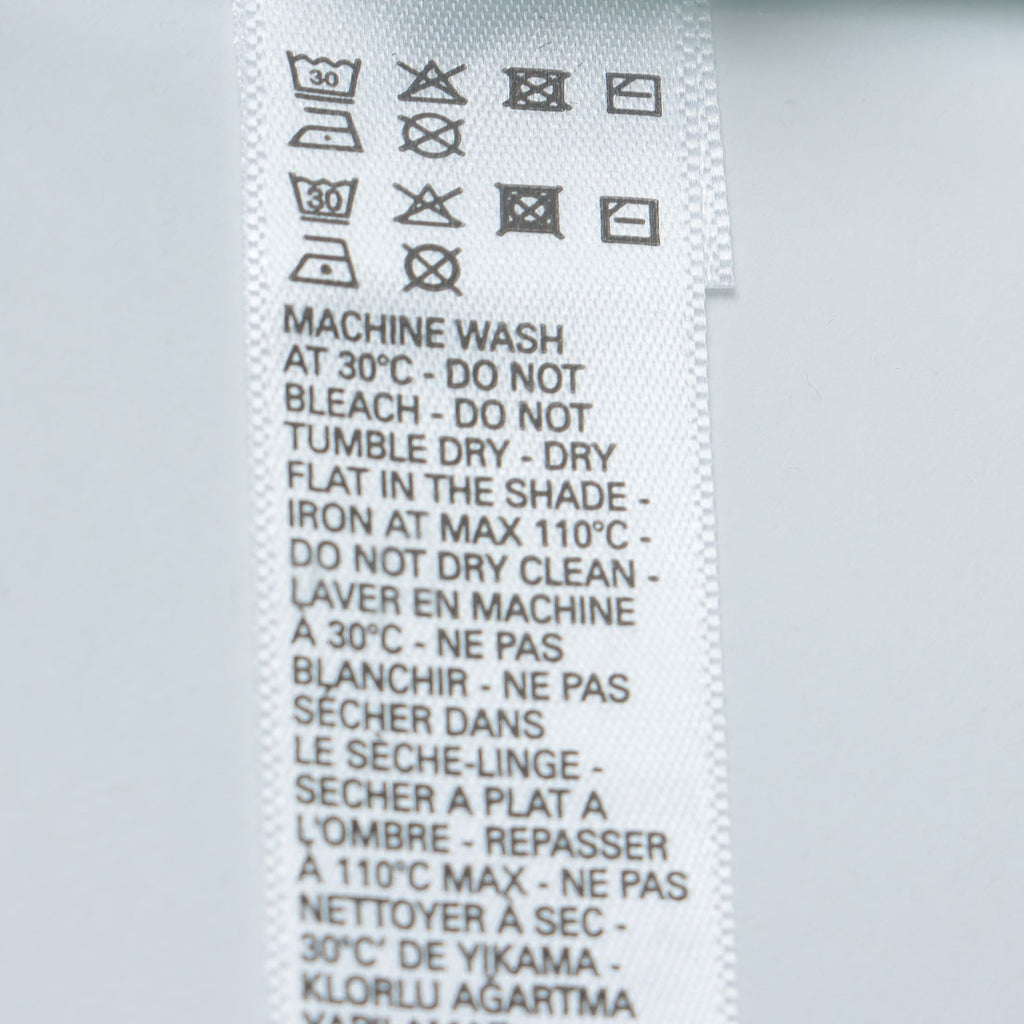 30
30
MACHINE WASH
AT 30°C - DO NOT
BLEACH - DO NOT
TUMBLE DRY - DRY
FLAT IN THE SHADE -
IRON AT MAX 110°C -
DO NOT DRY CLEAN -
LAVER EN MACHINE
À 30°C - NE PAS
BLANCHIR - NE PAS
SÉCHER DANS
LE SÈCHE-LINGE -
SECHER A PLAT A
L'OMBRE - REPASSER
À 110°C MAX - NE PAS
NETTOYER À SEC -
30°C' DE YIKAMA -
KLORLU AĞARTMA